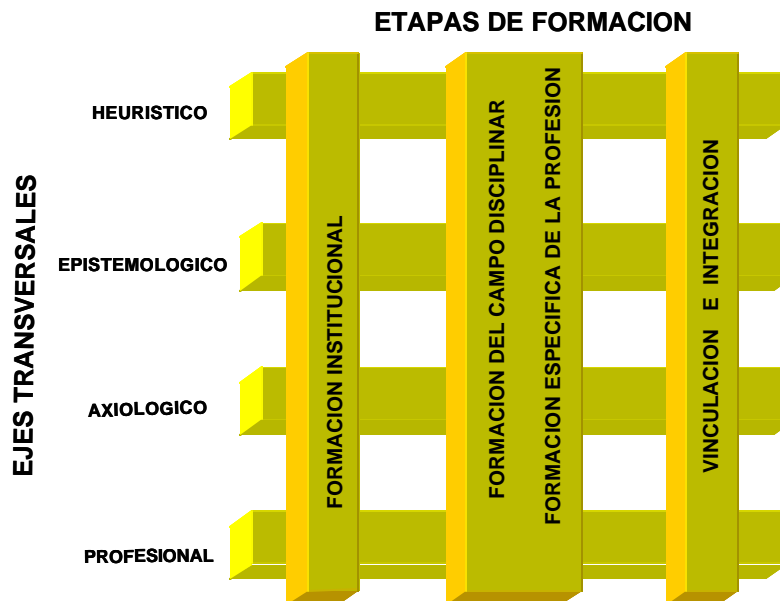 ETAPAS DE FORMACION
EJES TRANSVERSALES
HEURISTICO
EPISTEMOLOGICO
AXIOLOGICO
PROFESIONAL
FORMACION INSTITUCIONAL
FORMACION DEL CAMPO DISCIPLINAR
FORMACION ESPECIFICA DE LA PROFESION
VINCULACION E INTEGRACION